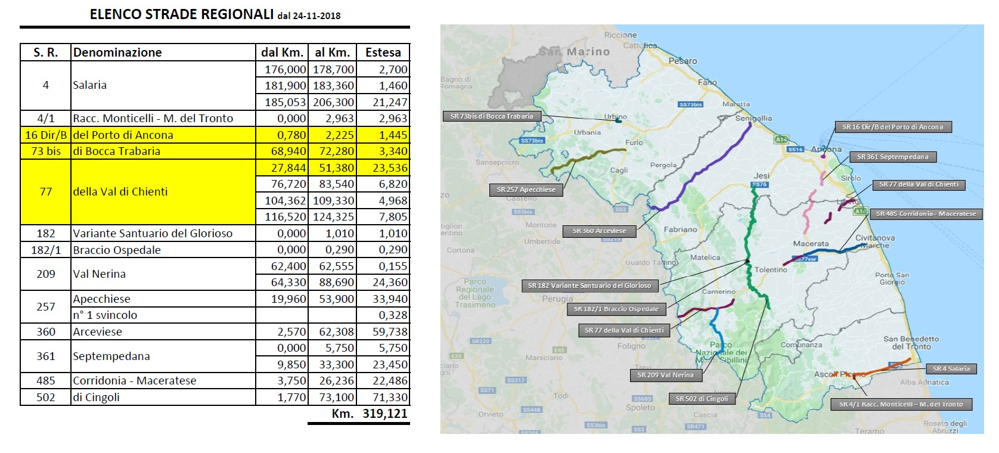 ELENCO STRADE REGIONALI dal 24-11-2018
S. R. Denominazione dal Km. al Km. Estesa
4 Salaria 176,000 178,700 2,700
181,900 183,360 1,460
185,053 206,300 21,247
4/1 Racc. Monticelli - M. del Tronto 0,000 2,963 2,963
16 Dir/B del Porto di Ancona 0,780 2,225 1,445
73 bis di Bocca Trabaria 68,940 72,280 3,340
77 della Val di Chienti 27,844 51,380 23,536
76,720 83,540 6,820
104,362 109,330 4,968
116,520 124,325 7,805
182 Variante Santuario del Glorioso 0,000 1,010 1,010
182/1 Braccio Ospedale 0,000 0,290 0,290
209 Val Nerina 62,400 62,555 0,155
64,330 88,690 24,360
257 Apecchiese 19,960 53,900 33,940
n° 1 svincolo 0,328
360 Arceviese 2,570 62,308 59,738
361 Septempedana 0,000 5,750 5,750
9,850 33,300 23,450
485 Corridonia - Maceratese 3,750 26,236 22,486
502 di Cingoli 1,770 73,100 71,330
Km. 319,121
Riccione
Cattolica
San Marino
Pesaro
Bagno di
Romagna
Fano
SS73bis
Marotta
SR 73bis di Bocca Trabaria
Urbino
Senigallia
SR 16 Dir/B del Porto di Ancona
Urbania
SS73bis
Furlo
A14
SS16
Ancona
SR 361 Septempedana
Sansepolcro
Pergola
Cagli
Jesi
Sirolo
SS76
SR 77 della Val di Chienti
SR 257 Apecchiese
Castello
Loreto
SS3
SS3bis
A14
SR 485 Corridonia - Maceratese
Montone
SR 360 Arceviese
Fabriano
Umbertide
SS219
Civitanova
Marche
Macerata
Cortona
Matelica
SS77var
Gualdo Tadino
Tolentino
Porto San
Giorgio
Parco
Regionale
del Lago
Trasimeno
SR 182 Variante Santuario del Glorioso
Camerino
Perugia
SR 182/1 Braccio Ospedale
SR 77 della Val di Chienti
SS77
Foligno
SR220
E45
E35
Marsciano
Parco
Nazionale dei
Monti Sibillini
Comunanza
San Benedetto
del Tronto
Trevi
SR 209 Val Nerina
SS317
Ascoli Piceno
SR 4 Salaria
Alba Adriatica
SS71
Todi
SS685
Norcia
SR 502 di Cingoli
SR 4/1 Racc. Monticelli – M. del Tronto
Spoleto
Orvieto
SS448
Cascia
SS4
SS3bis
SS3
SR471
Teramo
Roseto degli
Abruzzi